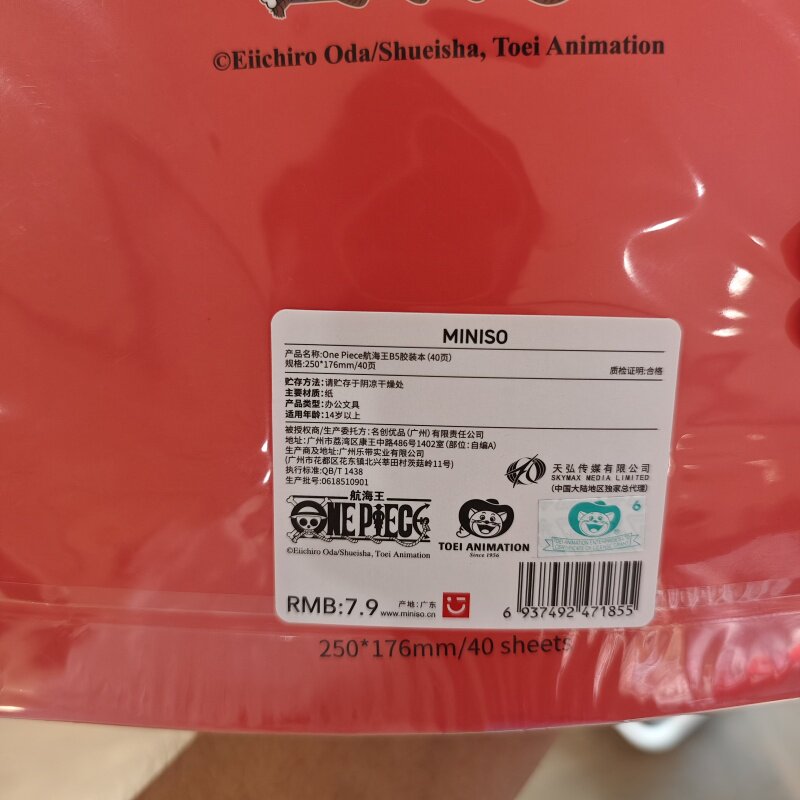 ©Eiichiro Oda/Shueisha, Toei Animation
MINISO
产品名称:One Piece航海王B5胶装本(40页)
规格:250*176mm/40页
质检证明:合格
贮存方法:请贮存于阴凉干燥处
主要材质:纸
产品类型:办公文具
适用年龄:14岁以上
被授权商/生产委托方:名创优品(广州)有限责任公司
地址:广州市荔湾区康王中路486号1402室(部位:自编A)
生产商及地址:广州乐带实业有限公司
(广州市花都区花东镇北兴莘田村茨菇岭11号)
执行标准:QB/T 1438
生产批号:0618510901
天弘传媒有限公司
SKYMAX MEDIA LIMITED
(中国大陆地区独家总代理)
航海王
ONE PIECE
©Eiichiro Oda/Shueisha, Toei Animation
TOEI ANIMATION
Since 1956
6
RMB:7.9
产地:广东
www.miniso.cn
6 937492 471855
250*176mm/40 sheets